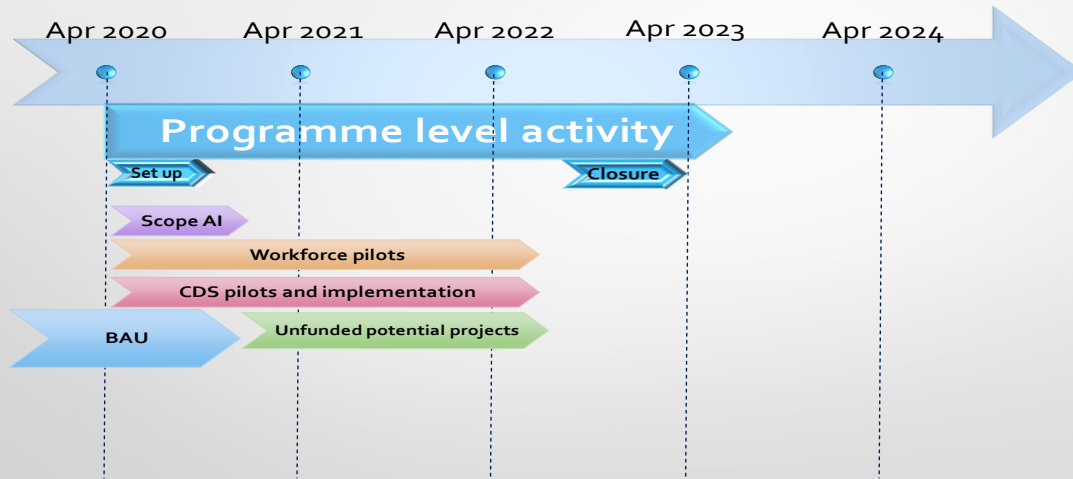 Apr 2020 Apr 2021 Apr 2022 Apr 2023 Apr 2024
Programme level activity
Set up Closure
Scope AI
Workforce pilots
CDS pilots and implementation
BAU Unfunded potential projects